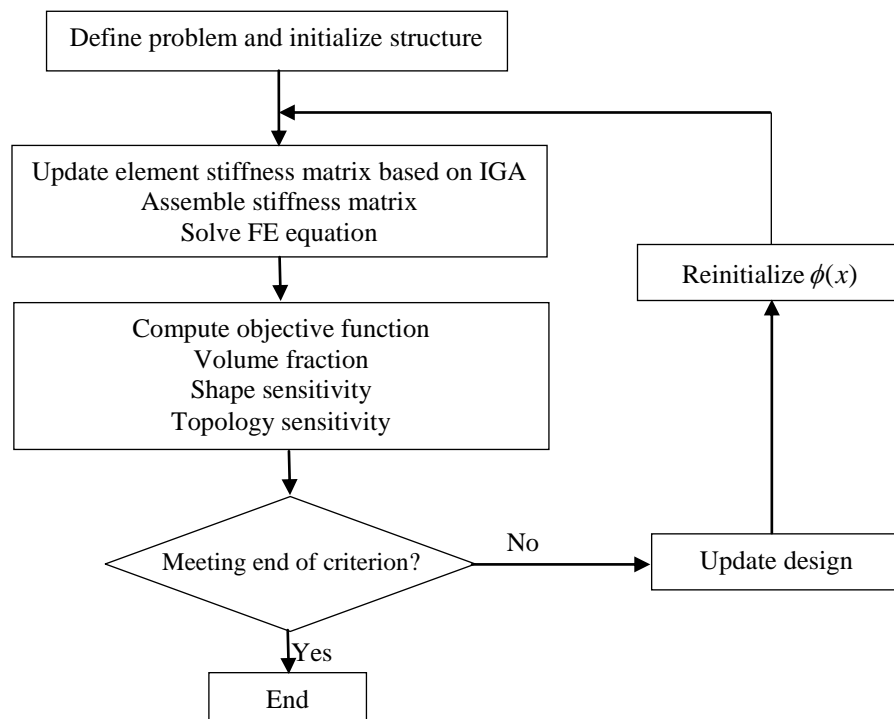 Define problem and initialize structure
Update element stiffness matrix based on IGA
Assemble stiffness matrix
Solve FE equation
Reinitialize ϕ(x)
Compute objective function
Volume fraction
Shape sensitivity
Topology sensitivity
Meeting end of criterion?
No
Update design
Yes
End